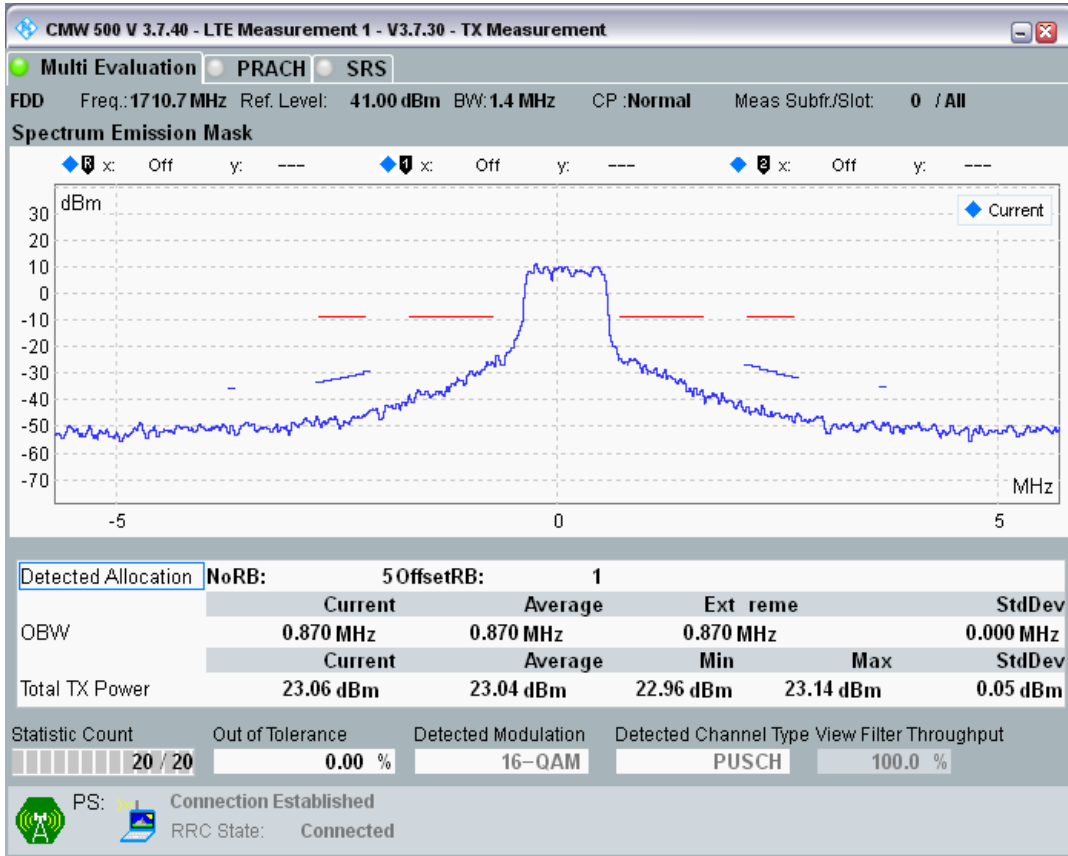 CMW 500 V 3.7.40 - LTE Measurement 1 - V3.7.30 - TX Measurement
Multi Evaluation PRACH SRS
FDD Freq.: 1710.7 MHz Ref. Level: 41.00 dBm BW: 1.4 MHz CP :Normal Meas Subfr./Slot: 0 / All
Spectrum Emission Mask
R x: Off y: --- 1 x: Off y: --- 2 x: Off y: ---
dBm
Current
30
20
10
0
-10
-20
-30
-40
-50
-60
-70
MHz
-5 0 5
Detected Allocation NoRB: 5 OffsetRB: 1
Current Average Ext reme StdDev
OBW 0.870 MHz 0.870 MHz 0.870 MHz 0.000 MHz
Current Average Min Max StdDev
Total TX Power 23.06 dBm 23.04 dBm 22.96 dBm 23.14 dBm 0.05 dBm
Statistic Count Out of Tolerance Detected Modulation Detected Channel Type View Filter Throughput
20 / 20 0.00 % 16-QAM PUSCH 100.0 %
PS: Connection Established
RRC State: Connected